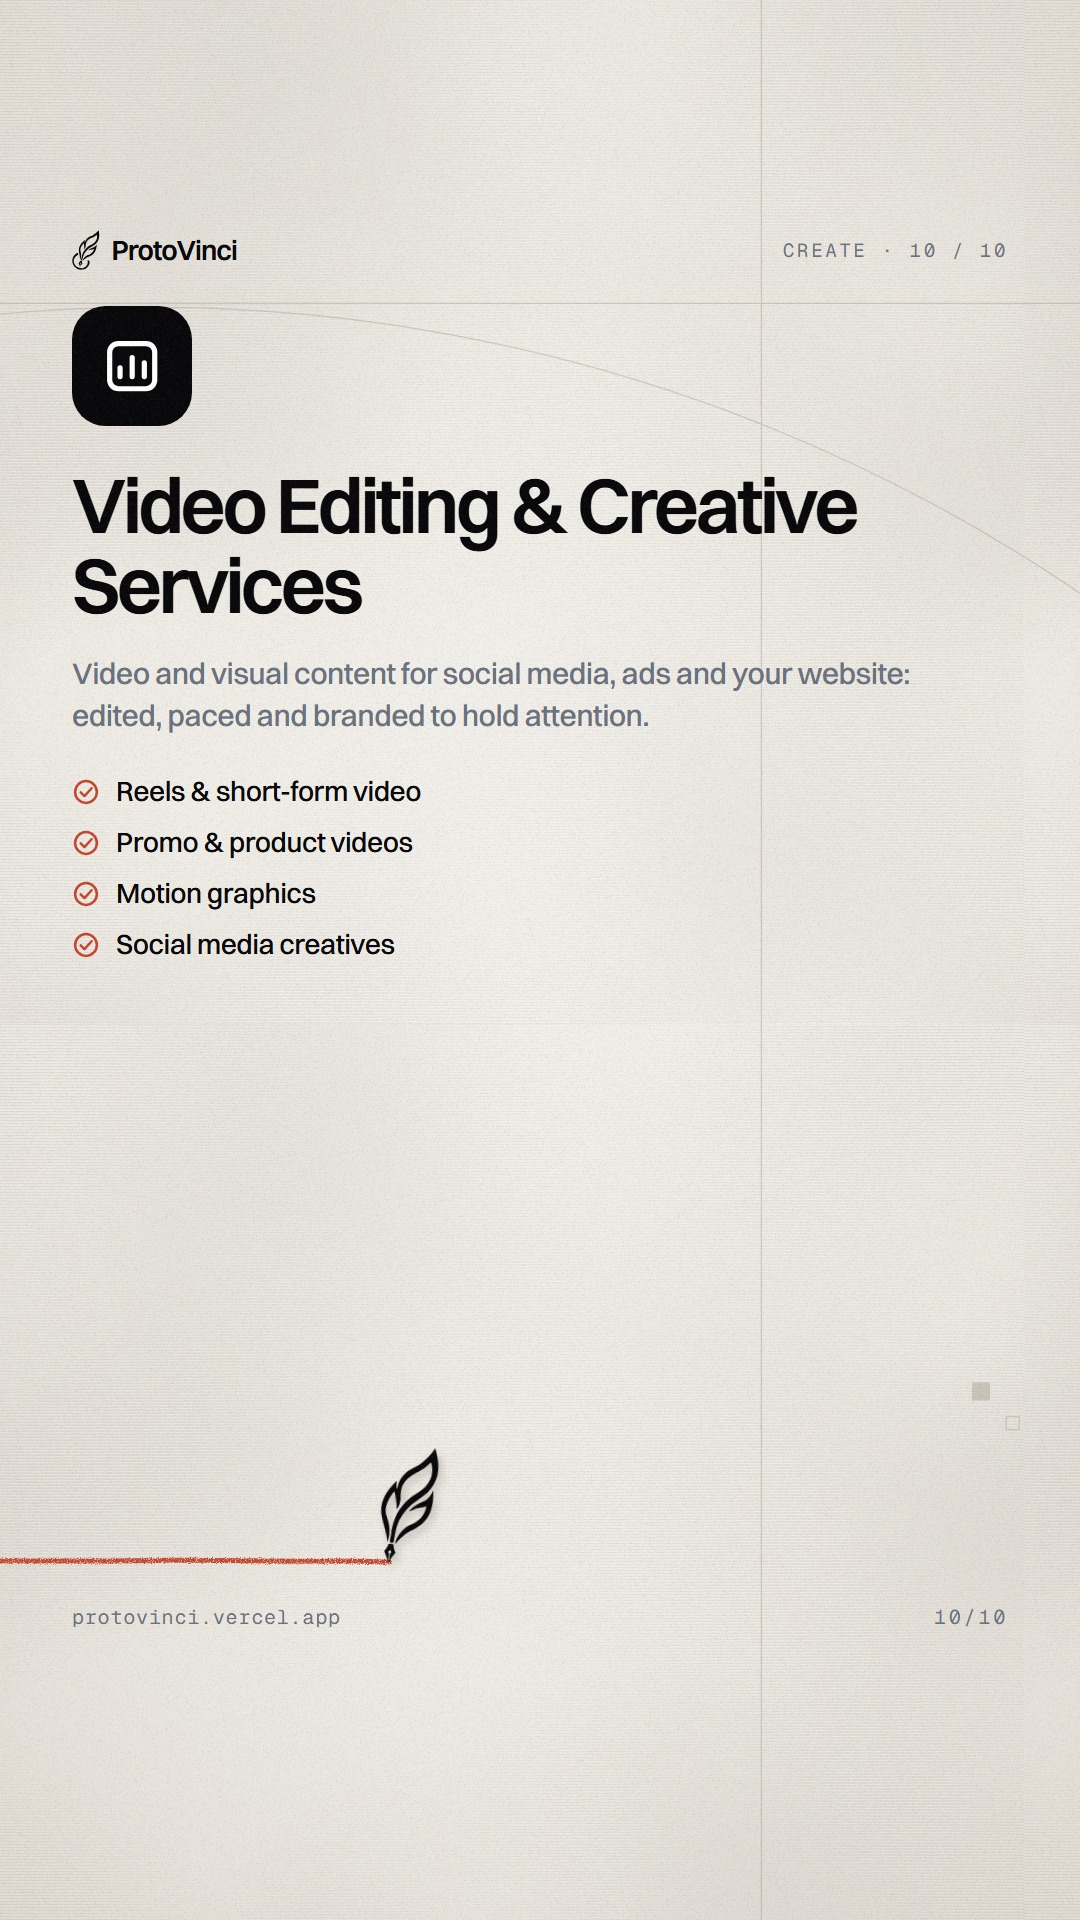 ProtoVinci
CREATE · 10 / 10
Video Editing & Creative
Services
Video and visual content for social media, ads and your website:
edited, paced and branded to hold attention.
Reels & short-form video
Promo & product videos
Motion graphics
Social media creatives
protovinci.vercel.app
10/10